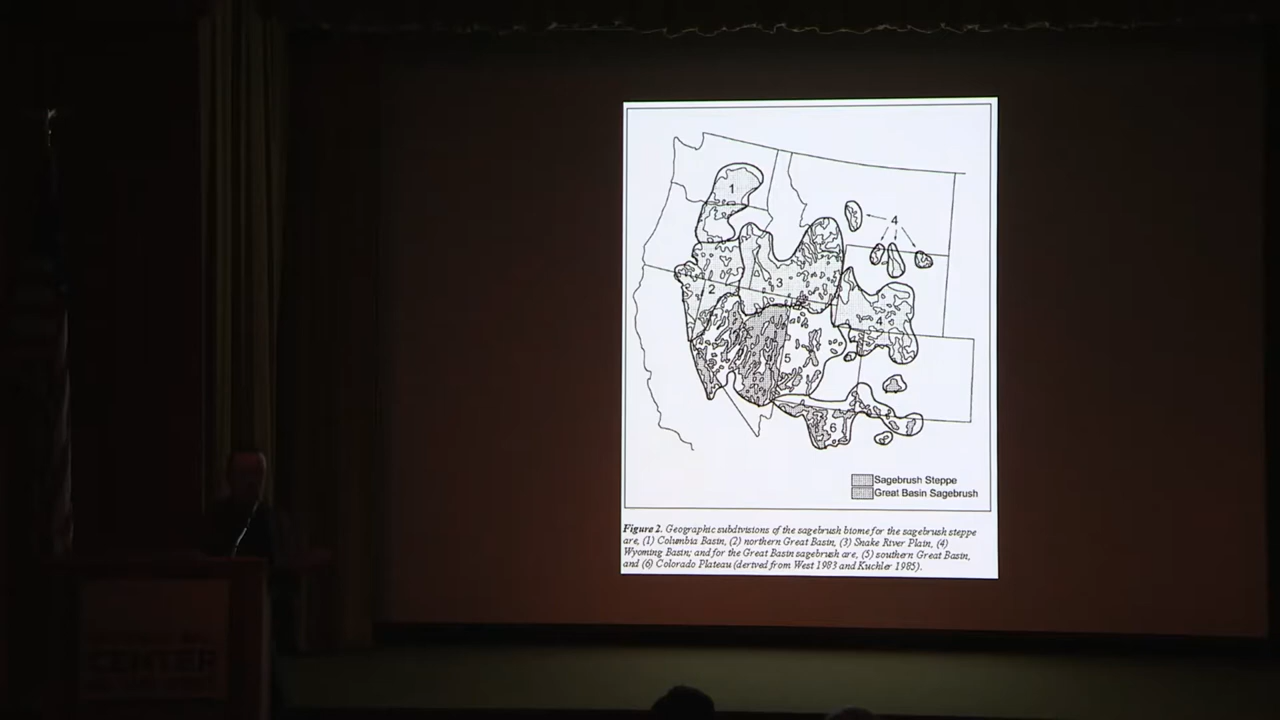 1
4
2
3
4
5
6
Sagebrush Steppe
Great Basin Sagebrush
Figure 2. Geographic subdivisions of the sagebrush biome for the sagebrush steppe
are, (1) Columbia Basin, (2) northern Great Basin, (3) Snake River Plain, (4)
Wyoming Basin; and for the Great Basin sagebrush are, (5) southern Great Basin,
and (6) Colorado Plateau (derived from West 1983 and Kuchler 1985).
CENTER